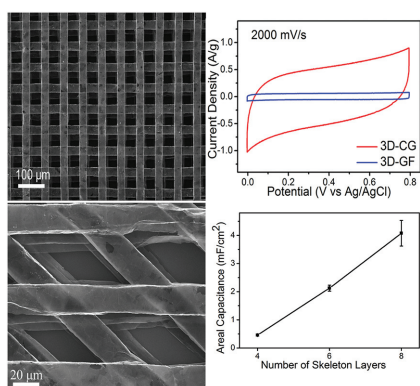 100 μm
20 μm
2000 mV/s
Current Density (A/g)
1.0
0.5
0.0
-0.5
-1.0
3D-CG
3D-GF
0.0 0.2 0.4 0.6 0.8
Potential (V vs Ag/AgCl)
Areal Capacitance (mF/cm²)
4
3
2
1
0
4 6 8
Number of Skeleton Layers